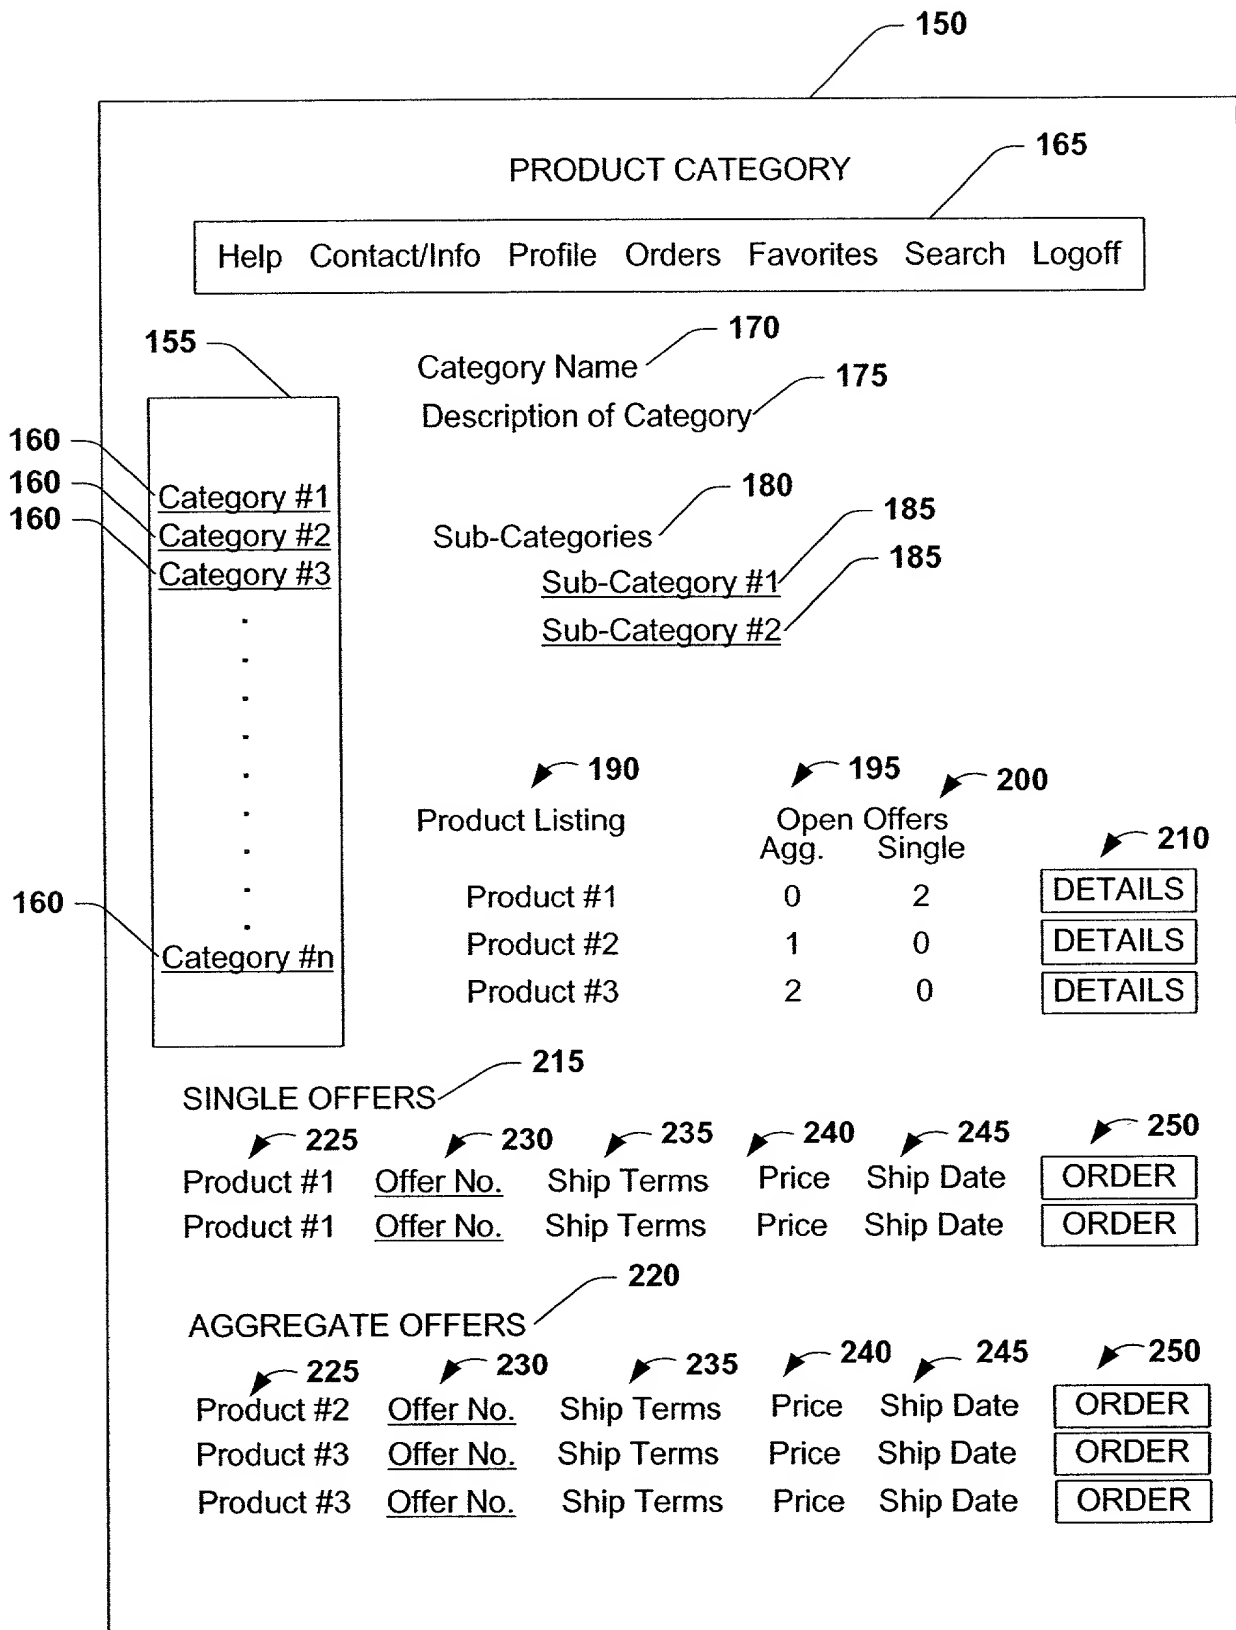 150
PRODUCT CATEGORY
165
Help Contact/Info Profile Orders Favorites Search Logoff
155
170
Category Name
175
Description of Category
160
Category #1
160
Category #2
160
Category #3
180
Sub-Categories
185
Sub-Category #1
185
Sub-Category #2
.
.
.
.
.
.
.
.
.
160
Category #n
190 195 200
Product Listing Open Offers
Agg. Single 210
Product #1 0 2 DETAILS
Product #2 1 0 DETAILS
Product #3 2 0 DETAILS
215
SINGLE OFFERS
225 230 235 240 245 250
Product #1 Offer No. Ship Terms Price Ship Date ORDER
Product #1 Offer No. Ship Terms Price Ship Date ORDER
220
AGGREGATE OFFERS
225 230 235 240 245 250
Product #2 Offer No. Ship Terms Price Ship Date ORDER
Product #3 Offer No. Ship Terms Price Ship Date ORDER
Product #3 Offer No. Ship Terms Price Ship Date ORDER